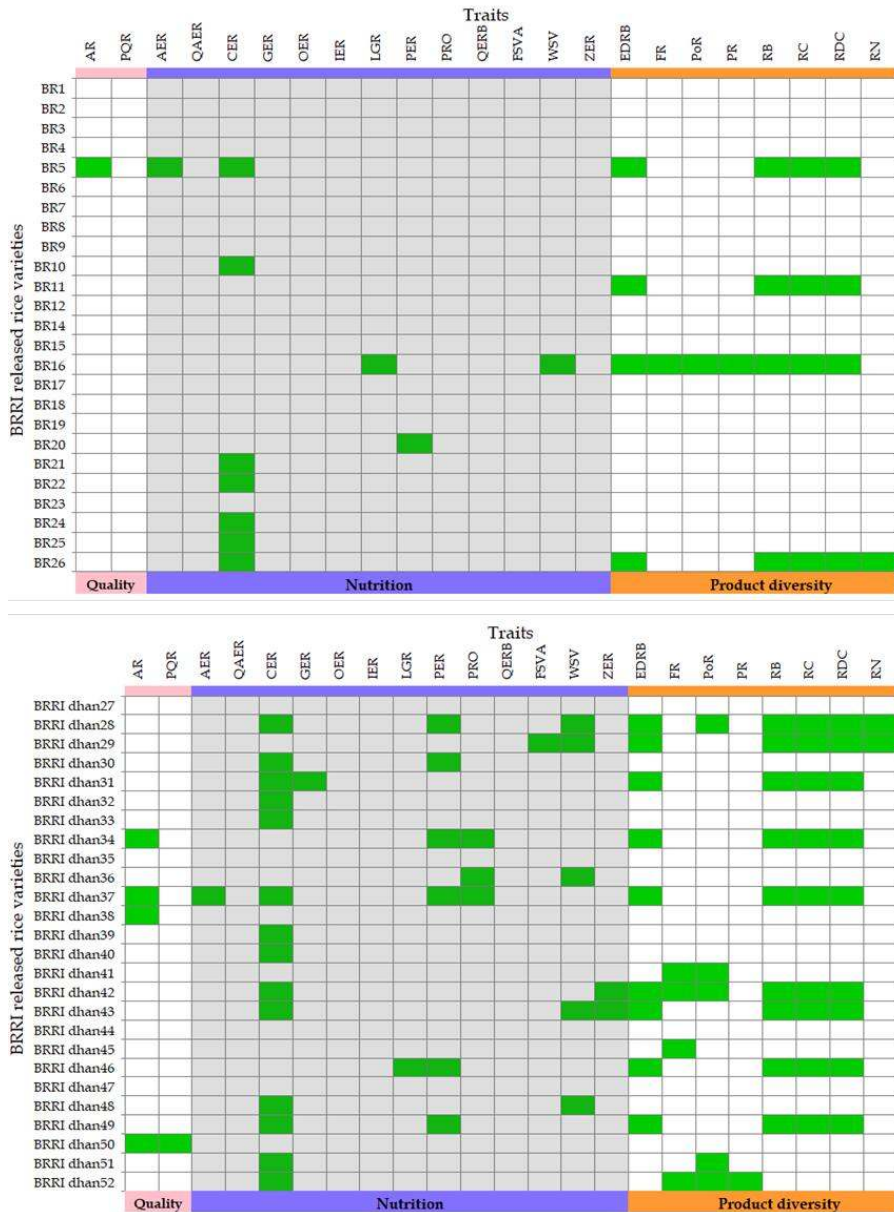 Traits
AR PQR AER QAER CER GER OER IER LGR PER PRO QERB FSVA WSV ZER EDRB FR PoR PR RB RC RDC RN
BRRI released rice varieties
BR1
BR2
BR3
BR4
BR5
BR6
BR7
BR8
BR9
BR10
BR11
BR12
BR14
BR15
BR16
BR17
BR18
BR19
BR20
BR21
BR22
BR23
BR24
BR25
BR26
Quality Nutrition Product diversity
Traits
AR PQR AER QAER CER GER OER IER LGR PER PRO QERB FSVA WSV ZER EDRB FR PoR PR RB RC RDC RN
BRRI released rice varieties
BRRI dhan27
BRRI dhan28
BRRI dhan29
BRRI dhan30
BRRI dhan31
BRRI dhan32
BRRI dhan33
BRRI dhan34
BRRI dhan35
BRRI dhan36
BRRI dhan37
BRRI dhan38
BRRI dhan39
BRRI dhan40
BRRI dhan41
BRRI dhan42
BRRI dhan43
BRRI dhan44
BRRI dhan45
BRRI dhan46
BRRI dhan47
BRRI dhan48
BRRI dhan49
BRRI dhan50
BRRI dhan51
BRRI dhan52
Quality Nutrition Product diversity